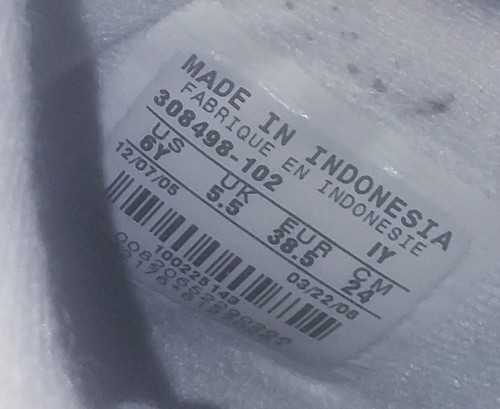 MADE IN INDONESIA
FABRIQUE EN INDONESIE
308498-102 IY
US UK EUR CM
6Y 5.5 38.5 24
12/07/05 03/22/06
100225143